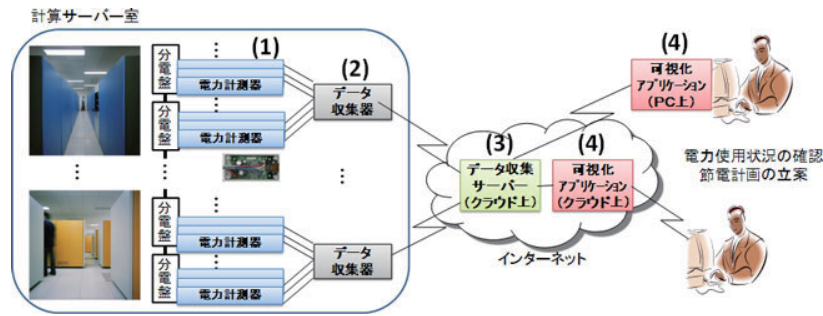 計算サーバー室
分電盤
(1)
電力計測器
分電盤
電力計測器
(2)
データ
収集器
分電盤
電力計測器
分電盤
電力計測器
データ
収集器
(3)
データ収集
サーバー
(クラウド上)
(4)
可視化
アプリケーション
(クラウド上)
インターネット
(4)
可視化
アプリケーション
(PC上)
電力使用状況の確認
節電計画の立案